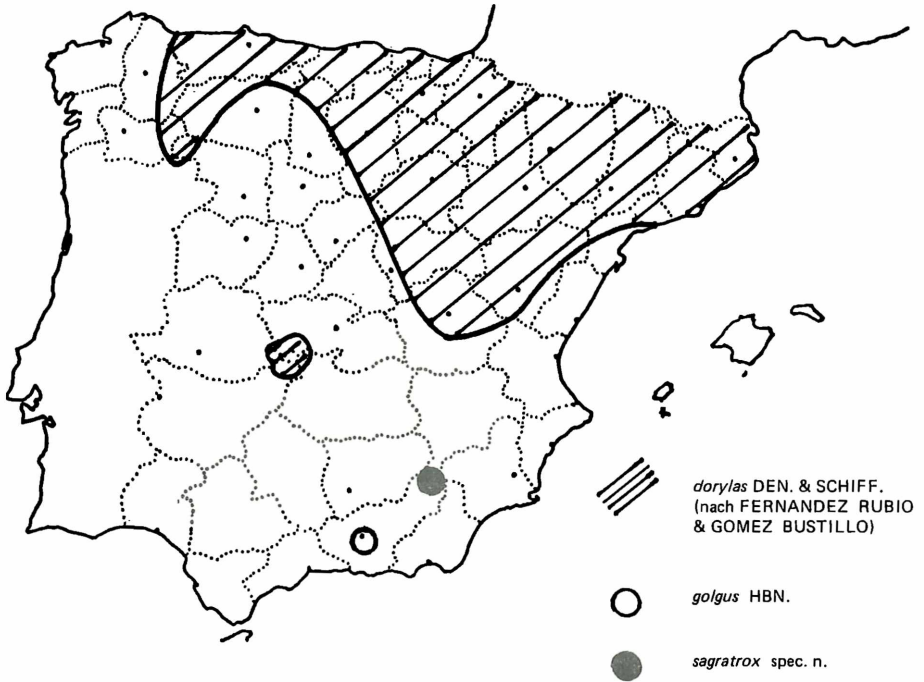 dorylas DEN. & SCHIFF.
(nach FERNANDEZ RUBIO
& GOMEZ BUSTILLO)
golgus HBN.
sagratrox spec. n.